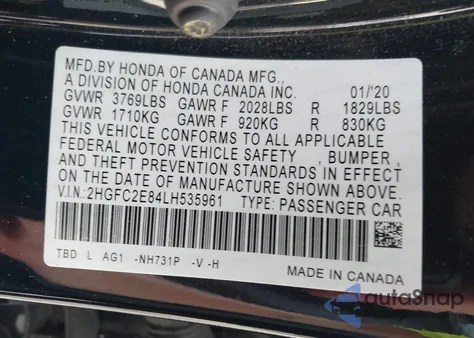 MFD.BY HONDA OF CANADA MFG.,
A DIVISION OF HONDA CANADA INC. 01/'20
GVWR 3769LBS GAWR F 2028LBS R 1829LBS
GVWR 1710KG GAWR F 920KG R 830KG
THIS VEHICLE CONFORMS TO ALL APPLICABLE
FEDERAL MOTOR VEHICLE SAFETY , BUMPER,
AND THEFT PREVENTION STANDARDS IN EFFECT
ON THE DATE OF MANUFACTURE SHOWN ABOVE.
V.I.N.:2HGFC2E84LH535961 TYPE: PASSENGER CAR
TBD L AG1 -NH731P -V -H
MADE IN CANADA
autoSnap